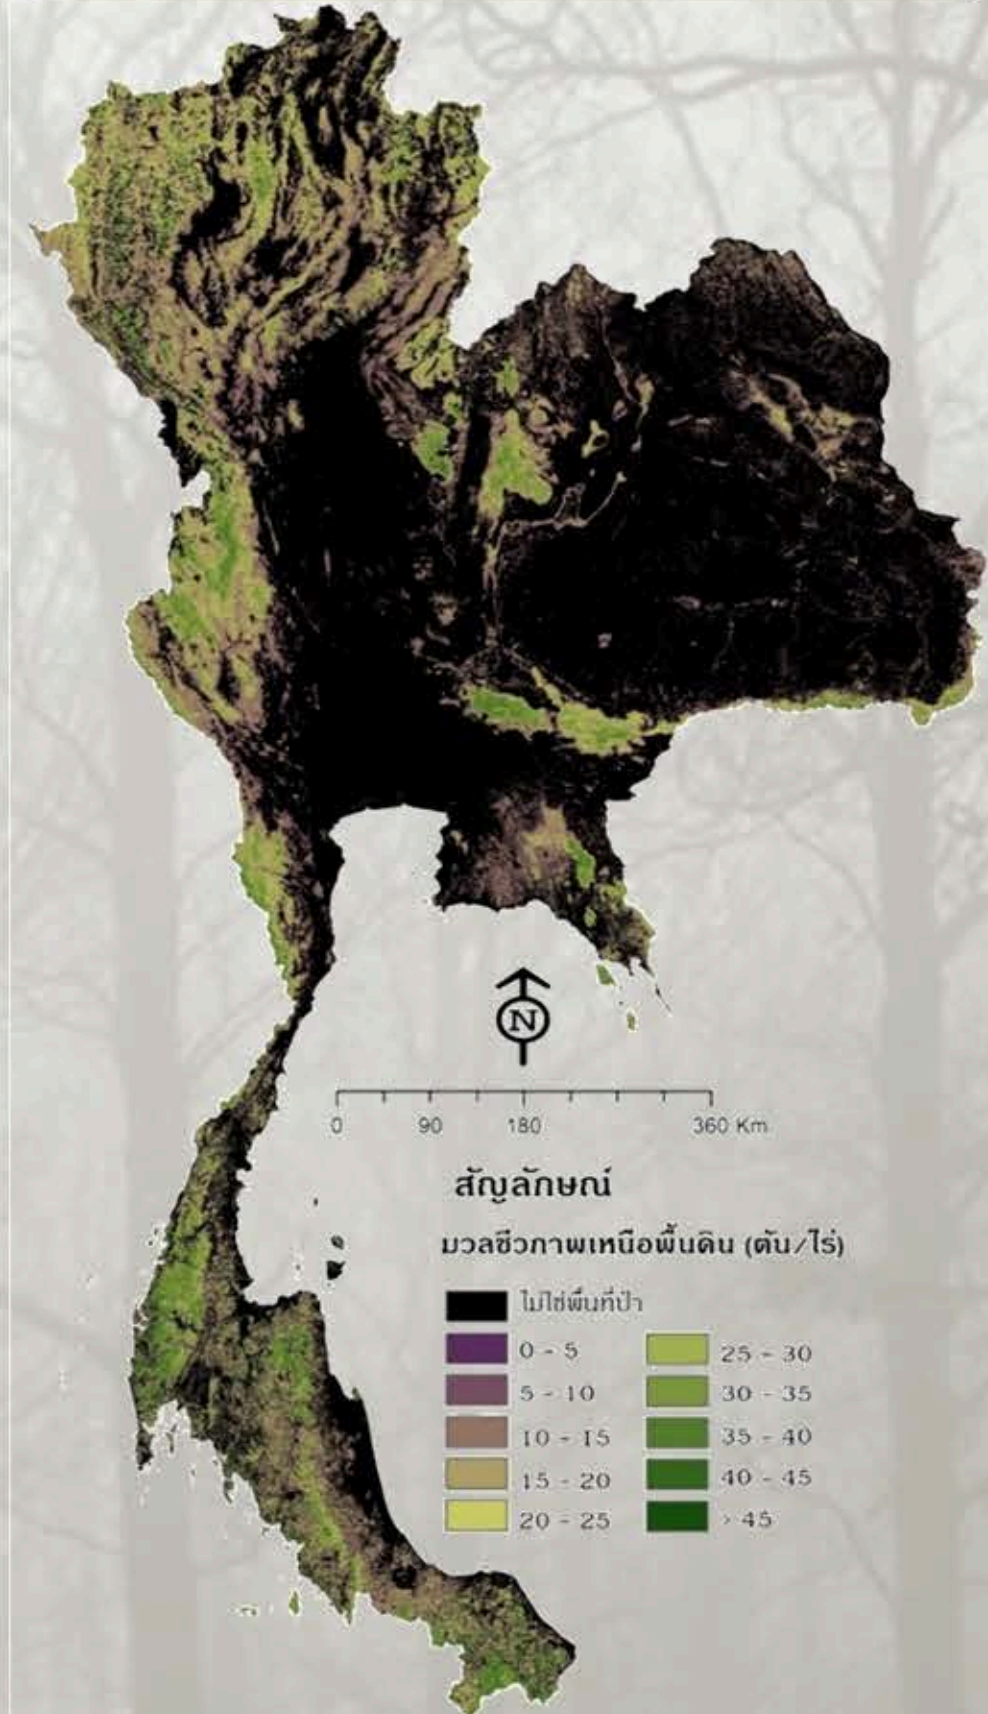 N
0 90 180 360 Km
สัญลักษณ์
มวลชีวภาพเหนือพื้นดิน (ตัน/ไร่)
ไม่ใช่พื้นที่ป่า
0 - 5
5 - 10
10 - 15
15 - 20
20 - 25
25 - 30
30 - 35
35 - 40
40 - 45
> 45